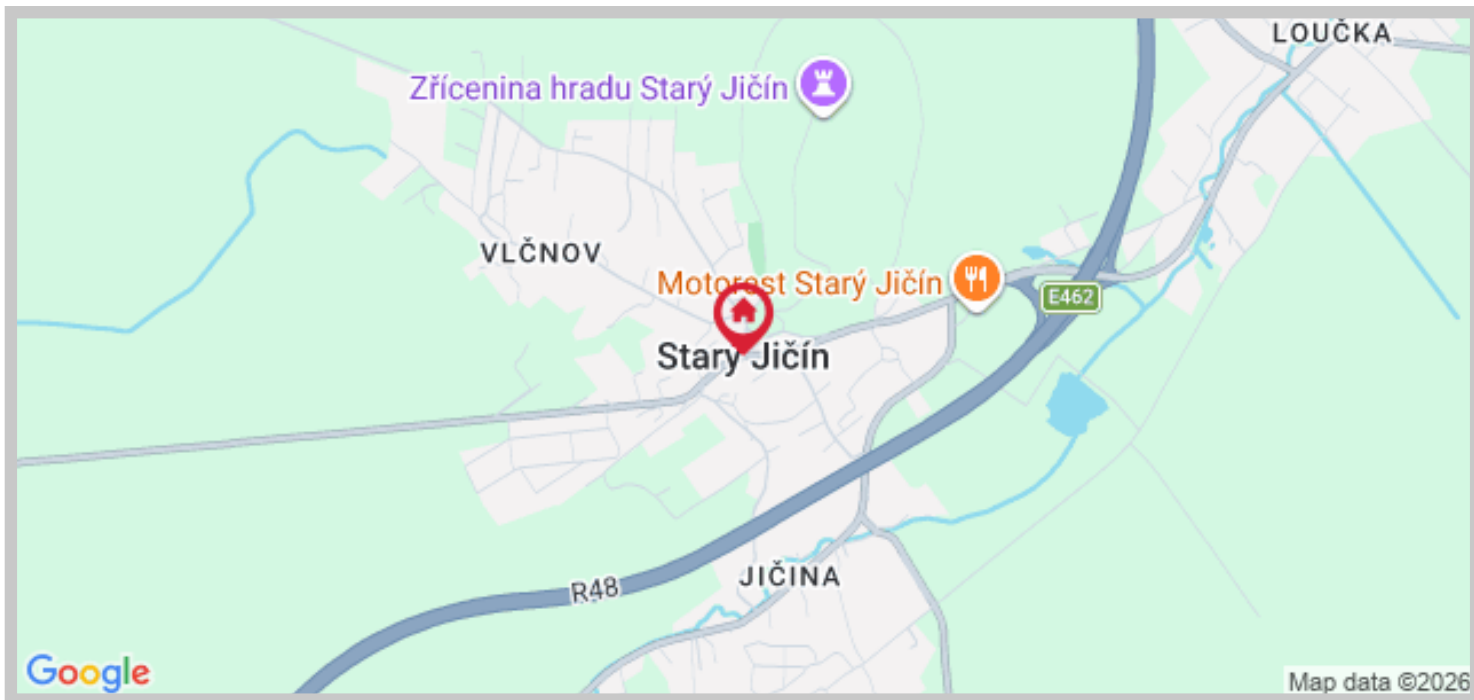 LOUČKA
Zřícenina hradu Starý Jičín
VLČNOV
Motorest Starý Jičín
E462
Starý Jičín
R48
JIČINA
Google
Map data ©2026